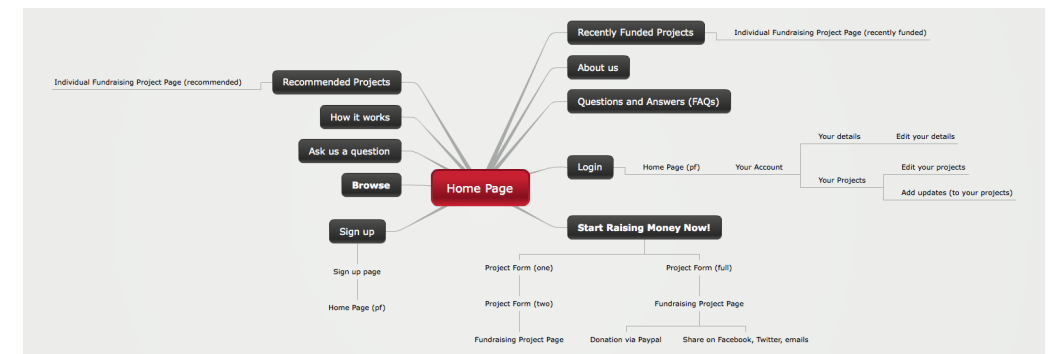 Recently Funded Projects
Individual Fundraising Project Page (recently funded)
About us
Individual Fundraising Project Page (recommended)
Recommended Projects
Questions and Answers (FAQs)
How it works
Your details
Edit your details
Ask us a question
Login
Home Page (pf)
Your Account
Edit your projects
Your Projects
Browse
Home Page
Add updates (to your projects)
Sign up
Start Raising Money Now!
Sign up page
Project Form (one)
Project Form (full)
Home Page (pf)
Project Form (two)
Fundraising Project Page
Fundraising Project Page
Donation via Paypal
Share on Facebook, Twitter, emails